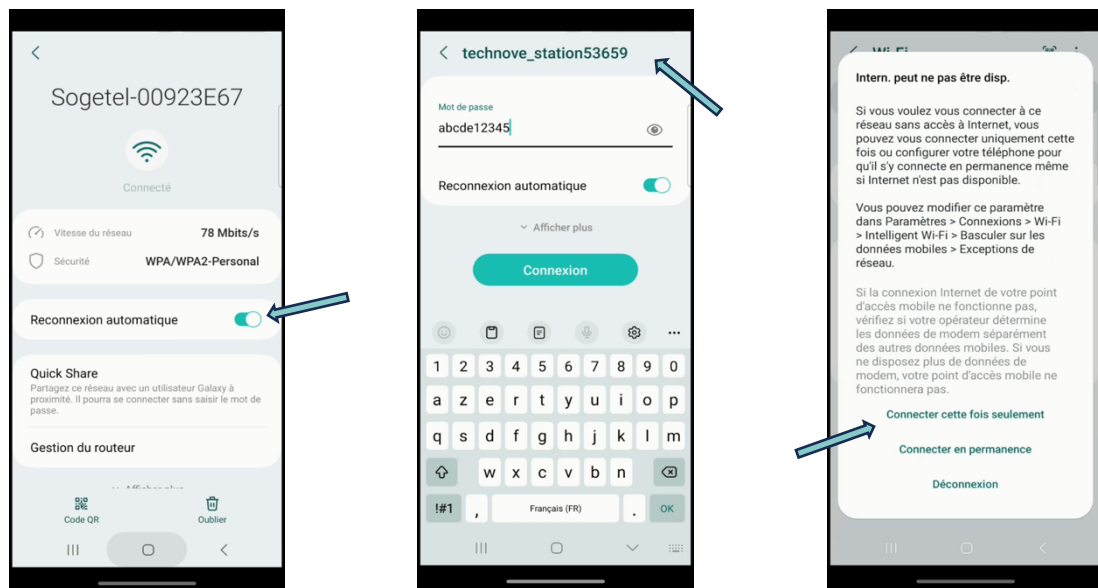 Sogetel-00923E67
Connecté
Vitesse du réseau 78 Mbits/s
Sécurité WPA/WPA2-Personal
Reconnexion automatique
Quick Share
Partagez ce réseau avec un utilisateur Galaxy à
proximité. Il pourra se connecter sans saisir le mot de
passe.
Gestion du routeur
Code QR Oublier
technove_station53659
Mot de passe
abcde12345
Reconnexion automatique
Afficher plus
Connexion
1 2 3 4 5 6 7 8 9 0
a z e r t y u i o p
q s d f g h j k l m
w x c v b n
!#1 , Français (FR) . OK
Wi-Fi
Intern. peut ne pas être disp.
Si vous voulez vous connecter à ce
réseau sans accès à Internet, vous
pouvez vous connecter uniquement cette
fois ou configurer votre téléphone pour
qu'il s'y connecte en permanence même
si Internet n'est pas disponible.
Vous pouvez modifier ce paramètre
dans Paramètres > Connexions > Wi-Fi
> Intelligent Wi-Fi > Basculer sur les
données mobiles > Exceptions de
réseau.
Si la connexion Internet de votre point
d'accès mobile ne fonctionne pas,
vérifiez si votre opérateur détermine
les données de modem séparément
des autres données mobiles. Si vous
ne disposez plus de données de
modem, votre point d'accès mobile ne
fonctionnera pas.
Connecter cette fois seulement
Connecter en permanence
Déconnexion